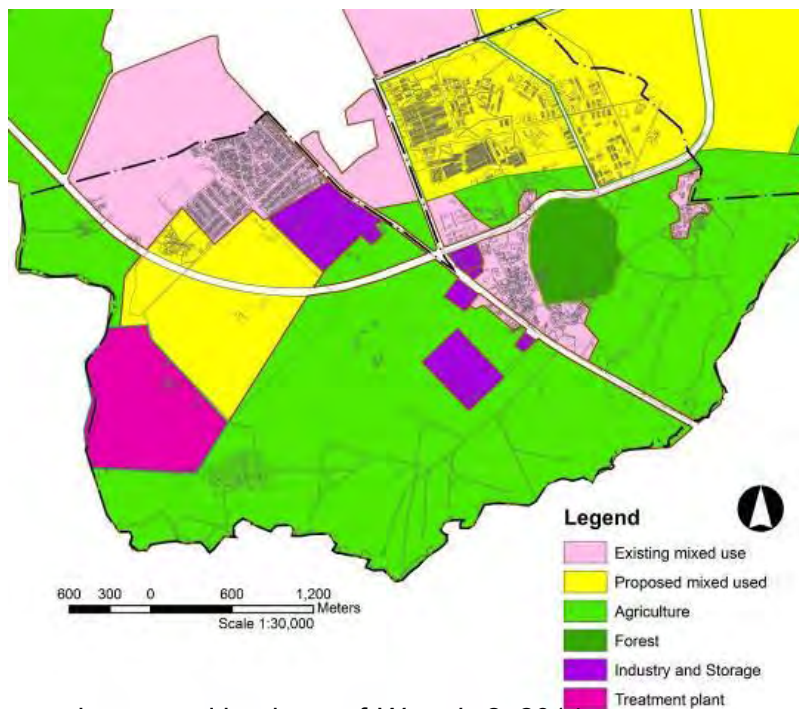 Legend
Existing mixed use
Proposed mixed used
Agriculture
Forest
Industry and Storage
Treatment plant
600 300 0 600 1,200
Meters
Scale 1:30,000